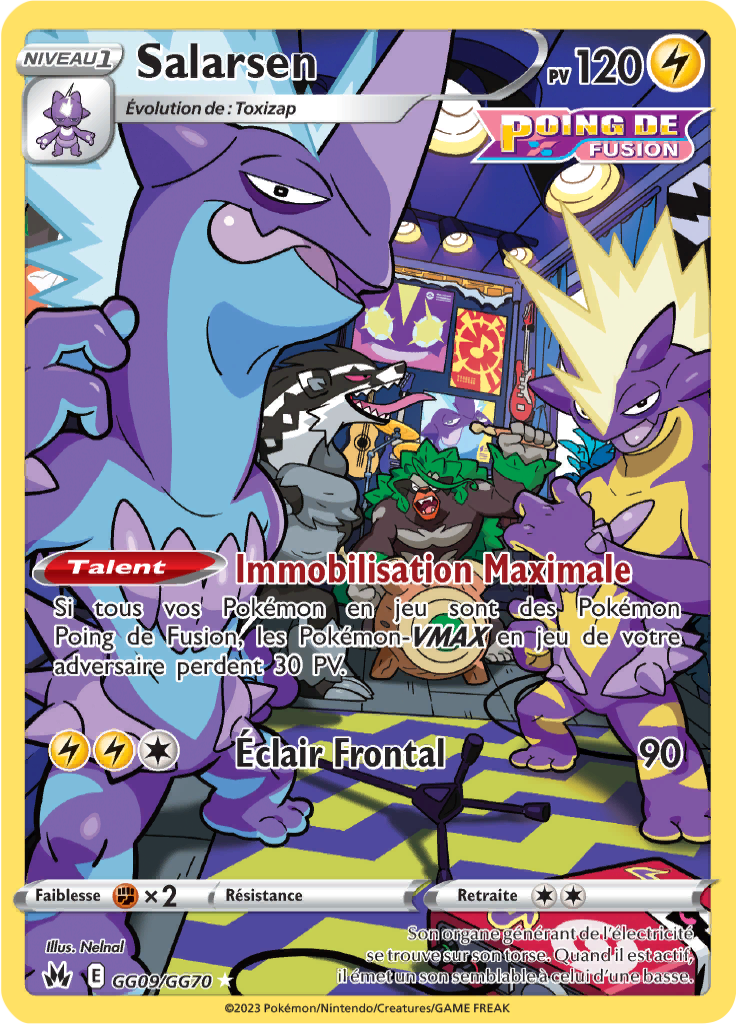 NIVEAU 1
Salarsen
PV 120
Évolution de : Toxizap
POING DE
FUSION
Talent
Immobilisation Maximale
Si tous vos Pokémon en jeu sont des Pokémon
Poing de Fusion, les Pokémon-VMAX en jeu de votre
adversaire perdent 30 PV.
Éclair Frontal 90
Faiblesse ×2 Résistance Retraite
Son organe générant de l'électricité
se trouve sur son torse. Quand il est actif,
il émet un son semblable à celui d'une basse.
Illus. Nelnal
E GG09/GG70
©2023 Pokémon/Nintendo/Creatures/GAME FREAK